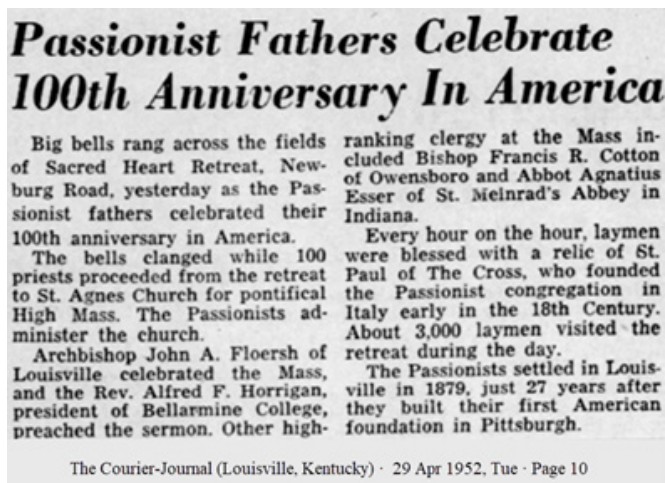 Passionist Fathers Celebrate
100th Anniversary In America
Big bells rang across the fields
of Sacred Heart Retreat, New-
burg Road, yesterday as the Pas-
sionist fathers celebrated their
100th anniversary in America.
The bells clanged while 100
priests proceeded from the retreat
to St. Agnes Church for pontifical
High Mass. The Passionists ad-
minister the church.
Archbishop John A. Floersh of
Louisville celebrated the Mass,
and the Rev. Alfred F. Horrigan,
president of Bellarmine College,
preached the sermon. Other high-
ranking clergy at the Mass in-
cluded Bishop Francis R. Cotton
of Owensboro and Abbot Agnatius
Esser of St. Meinrad's Abbey in
Indiana.
Every hour on the hour, laymen
were blessed with a relic of St.
Paul of The Cross, who founded
the Passionist congregation in
Italy early in the 18th Century.
About 3,000 laymen visited the
retreat during the day.
The Passionists settled in Louis-
ville in 1879, just 27 years after
they built their first American
foundation in Pittsburgh.
The Courier-Journal (Louisville, Kentucky) · 29 Apr 1952, Tue · Page 10